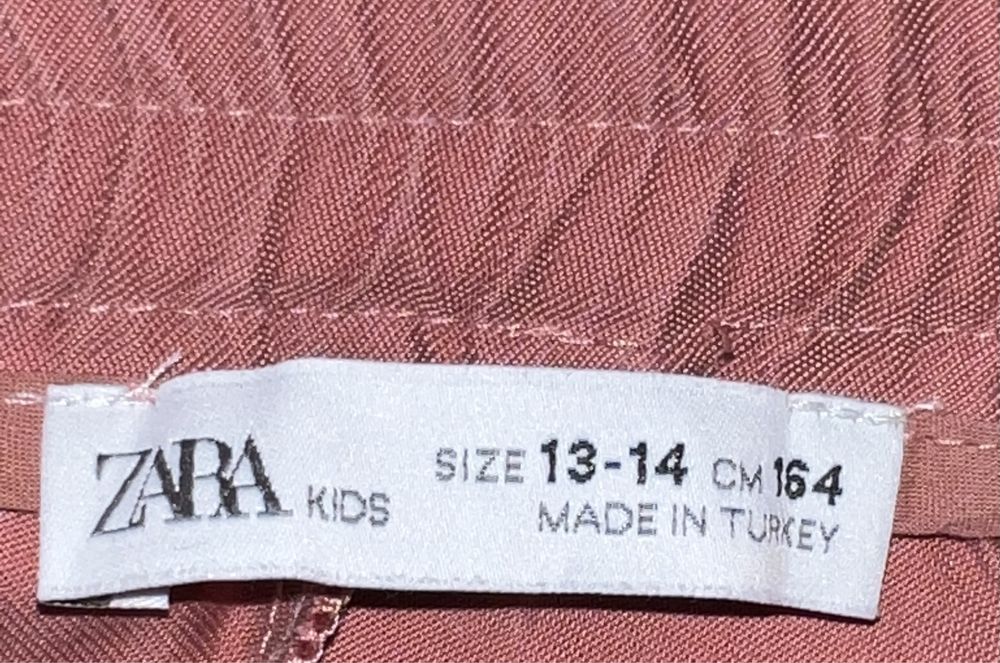 ZARA KIDS SIZE 13-14 CM 164
MADE IN TURKEY